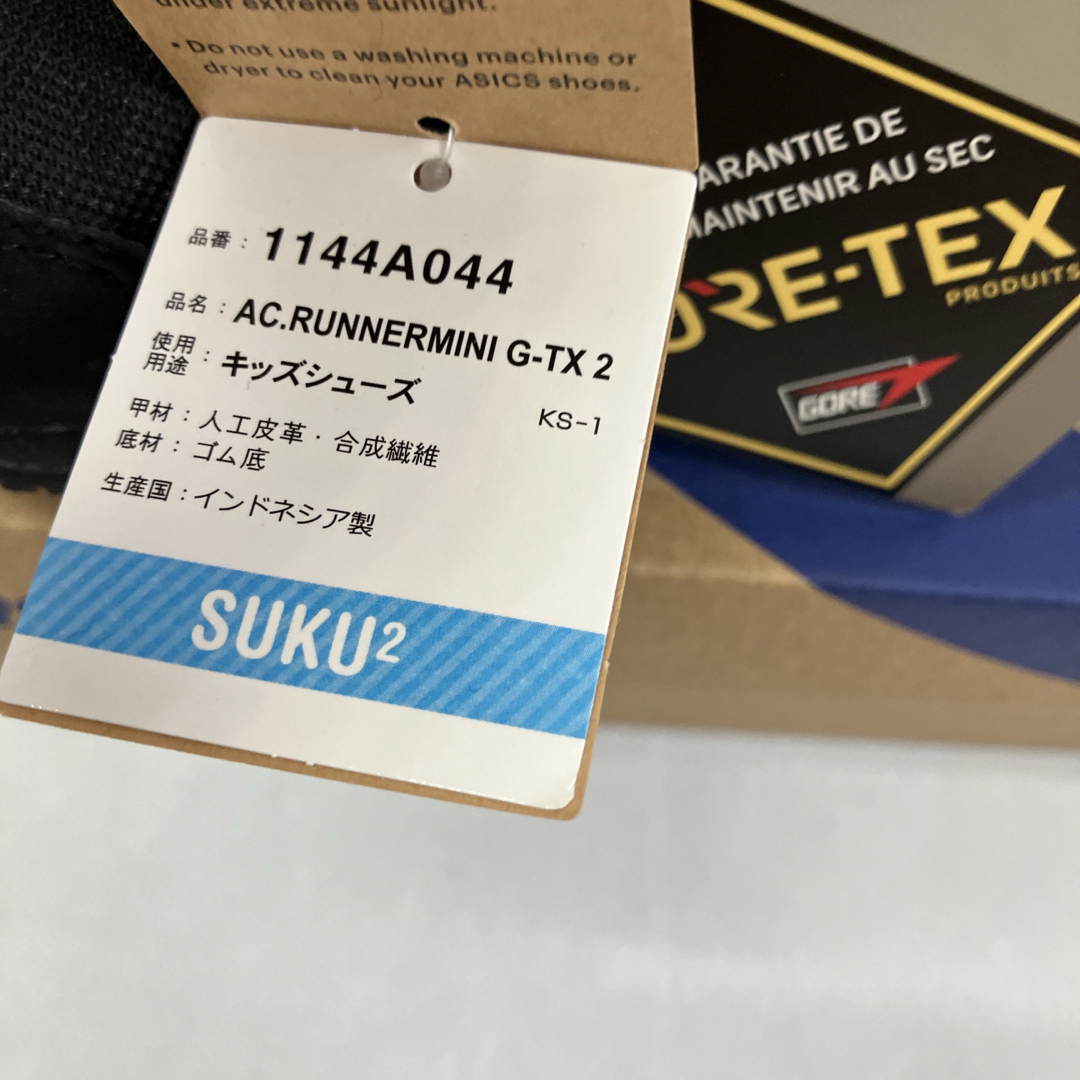 under extreme sunlight.
• Do not use a washing machine or
dryer to clean your ASICS shoes.
品番: 1144A044
品名: AC.RUNNERMINI G-TX 2
使用用途: キッズシューズ
KS-1
甲材: 人工皮革・合成繊維
底材: ゴム底
生産国: インドネシア製
SUKU2
ARANTIE DE
MAINTENIR AU SEC
ORE-TEX
PRODUITS
GORE